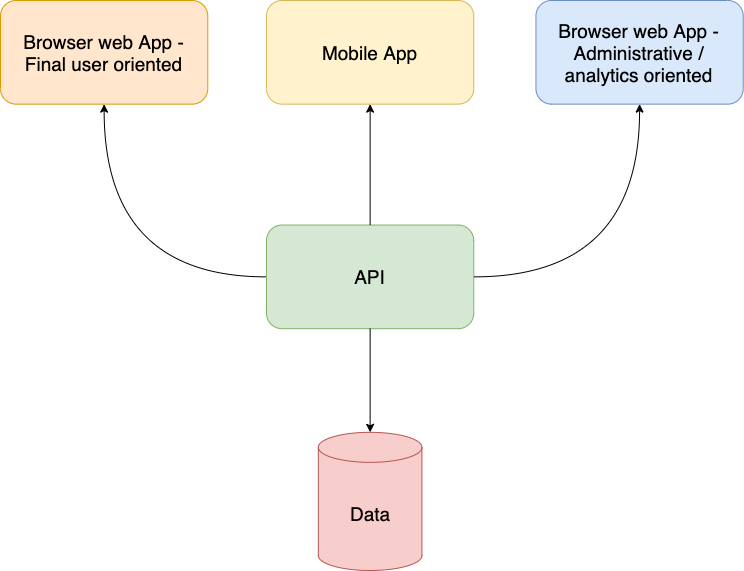 Browser web App -
Final user oriented
Mobile App
Browser web App -
Administrative /
analytics oriented
API
Data